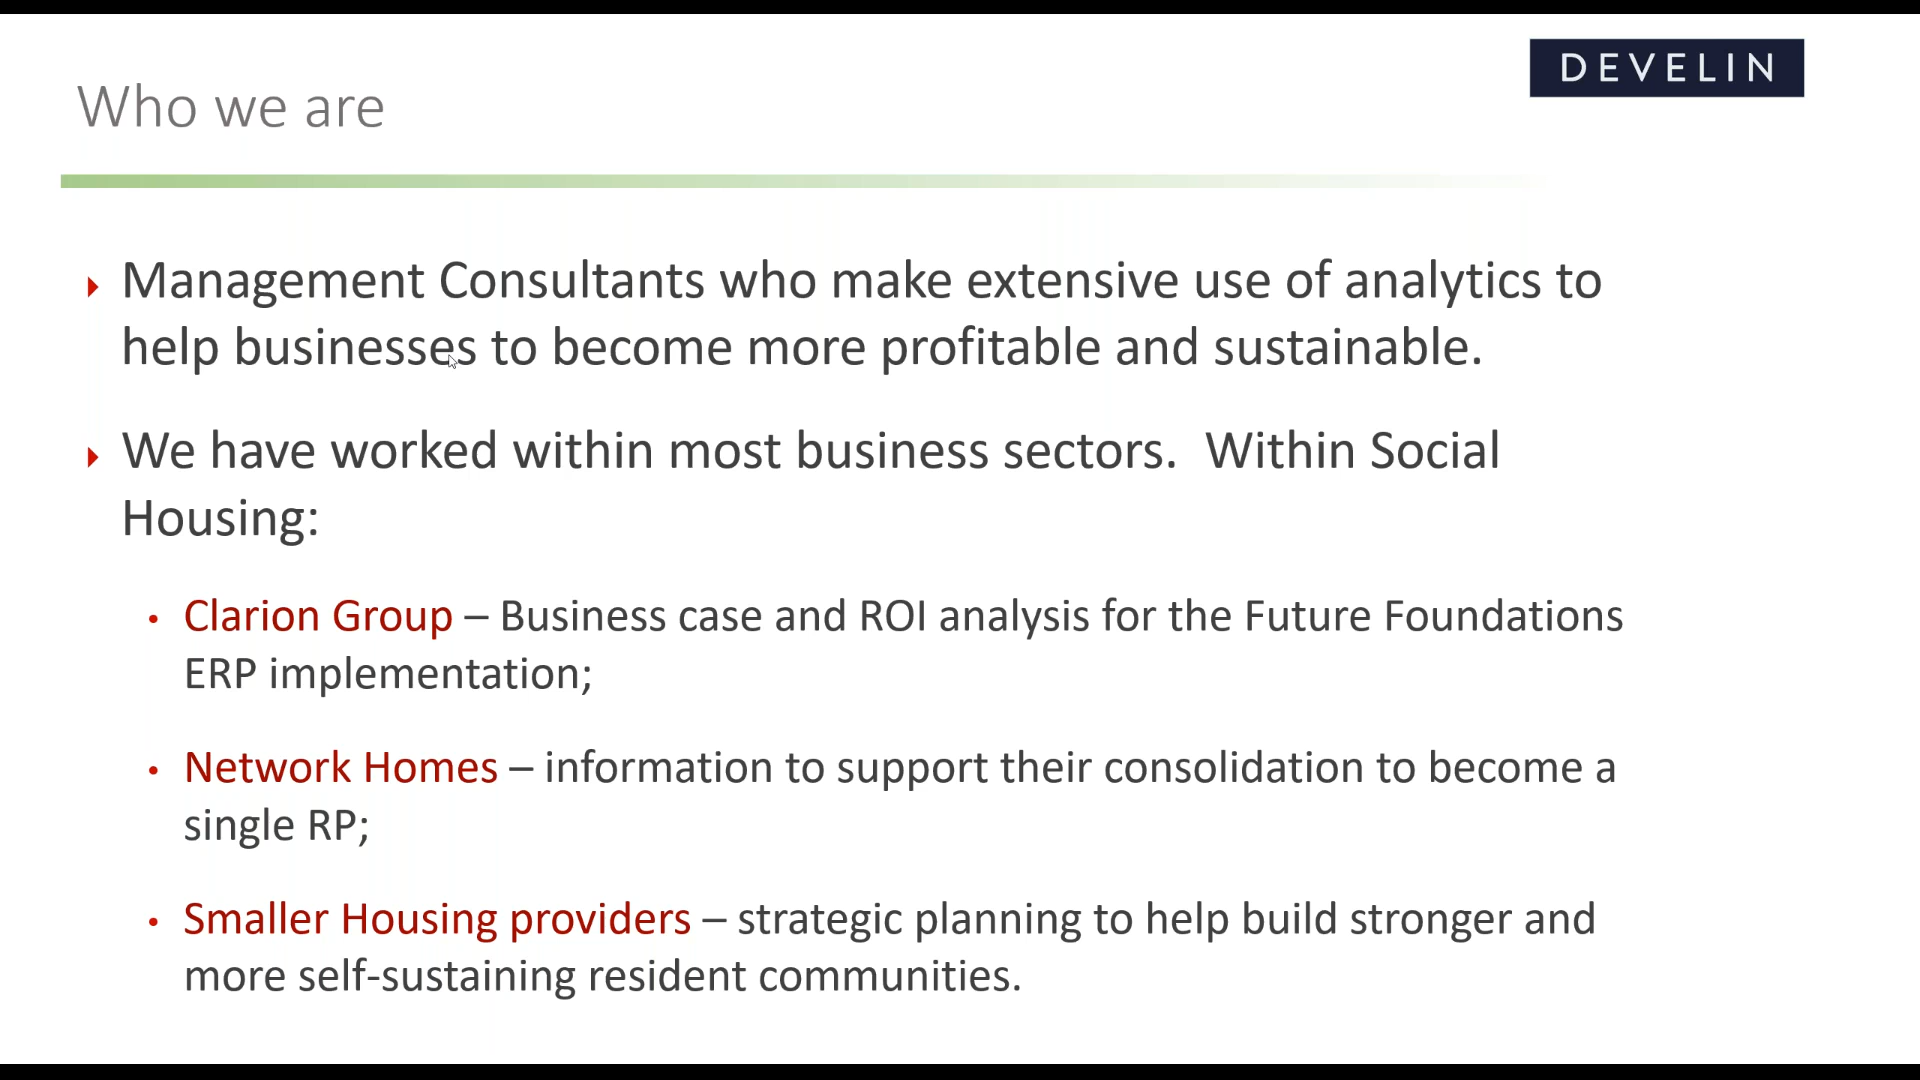 DEVELIN
Who we are
Management Consultants who make extensive use of analytics to
help businesses to become more profitable and sustainable.
We have worked within most business sectors.  Within Social
Housing:
• Clarion Group – Business case and ROI analysis for the Future Foundations
ERP implementation;
• Network Homes – information to support their consolidation to become a
single RP;
• Smaller Housing providers – strategic planning to help build stronger and
more self-sustaining resident communities.